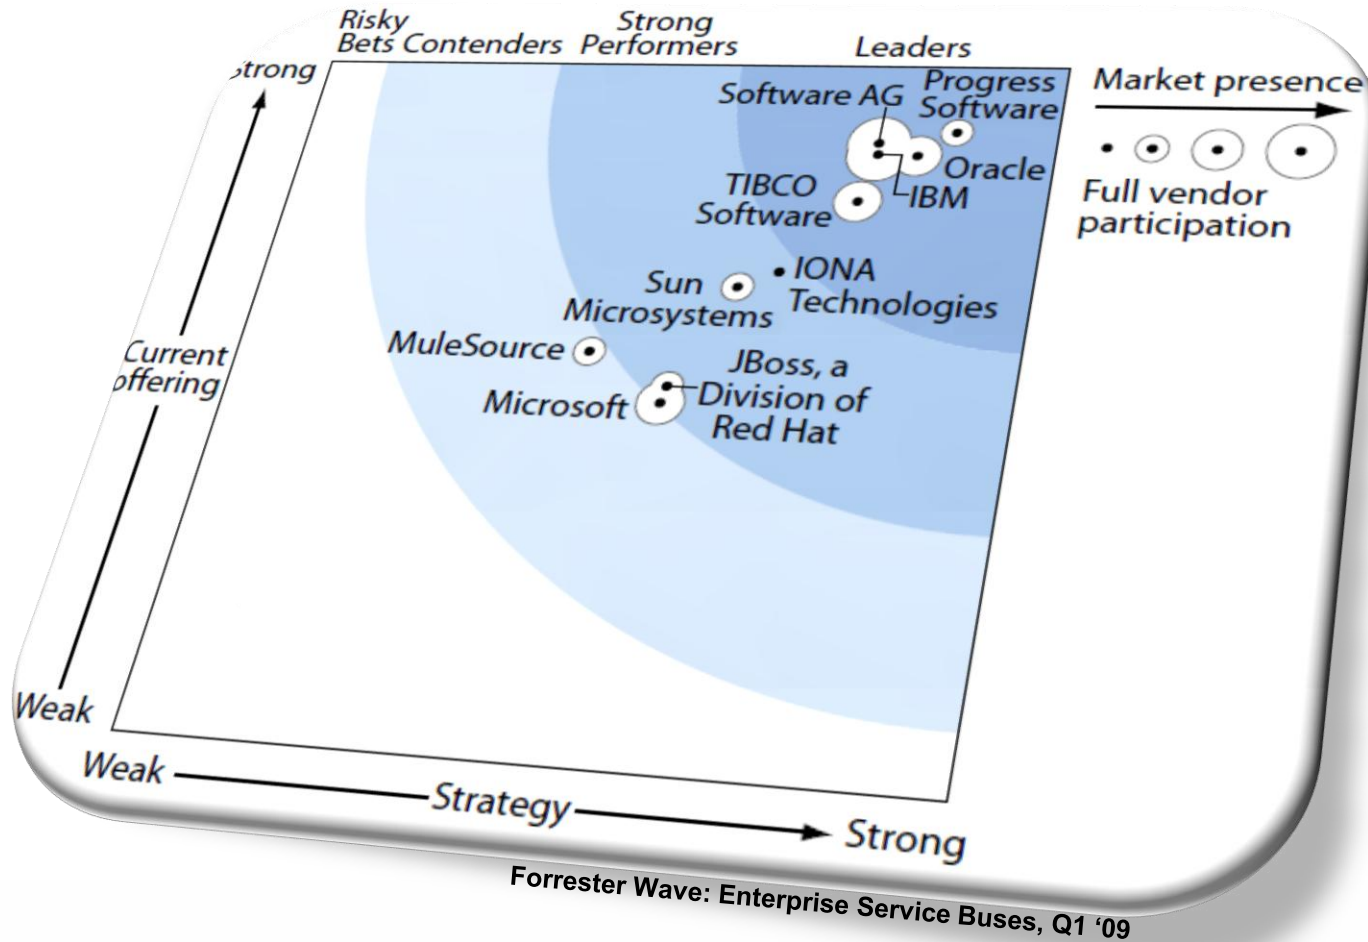 Risky
Bets Contenders
Strong
Performers
Leaders
Strong
Progress
Software
Software AG
Oracle
IBM
TIBCO
Software
IONA
Technologies
Sun
Microsystems
MuleSource
JBoss, a
Division of
Red Hat
Microsoft
Market presence
Full vendor
participation
Current
offering
Weak
Weak
Strategy
Strong
Forrester Wave: Enterprise Service Buses, Q1 ‘09